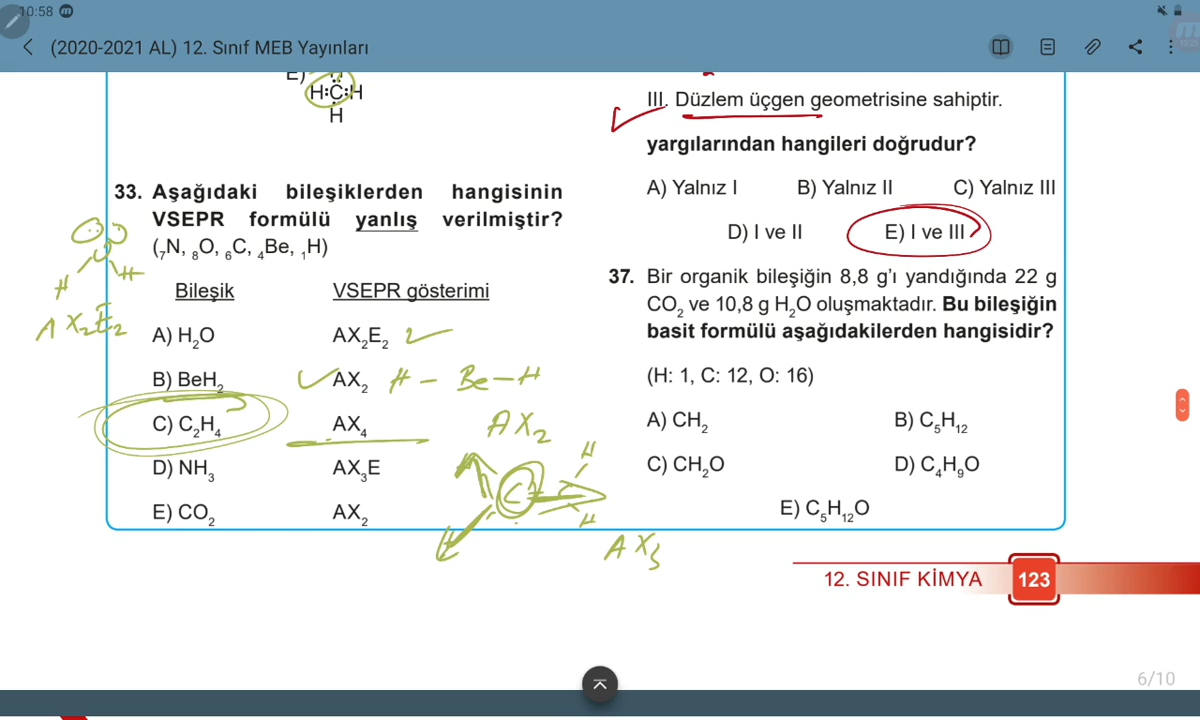 10:58
(2020-2021 AL) 12. Sınıf MEB Yayınları
E)
H:C:H
H
33. Aşağıdaki bileşiklerden hangisinin
VSEPR formülü yanlış verilmiştir?
(₇N, ₈O, ₆C, ₄Be, ₁H)
H
H
AX₂E₂
Bileşik VSEPR gösterimi
A) H₂O AX₂E₂
B) BeH₂ AX₂ H - Be - H
C) C₂H₄ AX₄ AX₂
D) NH₃ AX₃E
E) CO₂ AX₂
H
C C
H
AX₃
III. Düzlem üçgen geometrisine sahiptir.
yargılarından hangileri doğrudur?
A) Yalnız I B) Yalnız II C) Yalnız III
D) I ve II E) I ve III
37. Bir organik bileşiğin 8,8 g'ı yandığında 22 g
CO₂ ve 10,8 g H₂O oluşmaktadır. Bu bileşiğin
basit formülü aşağıdakilerden hangisidir?
(H: 1, C: 12, O: 16)
A) CH₂ B) C₅H₁₂
C) CH₂O D) C₄H₉O
E) C₅H₁₂O
12. SINIF KİMYA 123
6/10